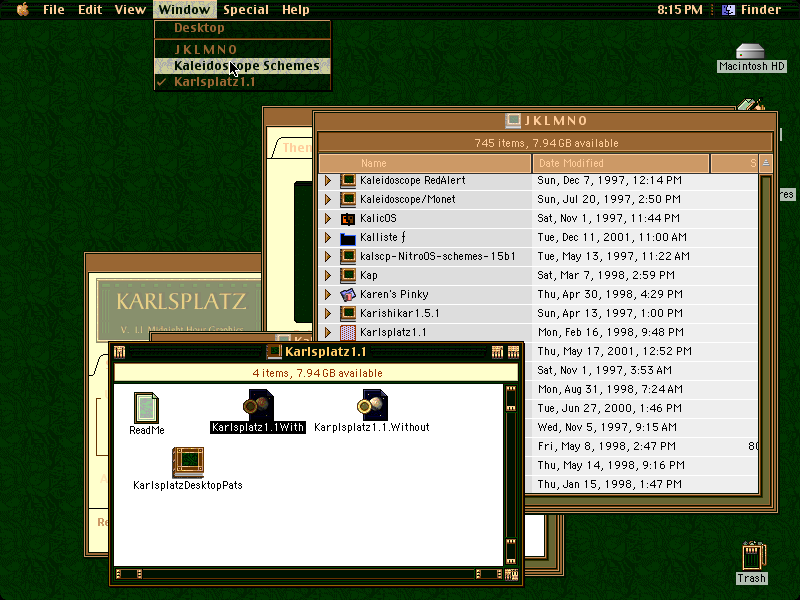 File Edit View Window Special Help 8:15 PM Finder
Desktop
JKLMNO
Kaleidoscope Schemes
Karlsplatz1.1
Macintosh HD
JKLMNO
745 items, 7.94 GB available
Name Date Modified S
Kaleidoscope RedAlert Sun, Dec 7, 1997, 12:14 PM
Kaleidoscope/Monet Sun, Jul 20, 1997, 2:50 PM
KalicOS Sat, Nov 1, 1997, 11:44 PM
Kalliste ƒ Tue, Dec 11, 2001, 11:00 AM
kalscp-NitroOS-schemes-15b1 Tue, May 13, 1997, 11:22 AM
Kap Sat, Mar 7, 1998, 2:59 PM
Karen's Pinky Thu, Apr 30, 1998, 4:29 PM
Karishikar1.5.1 Sun, Apr 13, 1997, 1:00 PM
Karlsplatz1.1 Mon, Feb 16, 1998, 9:48 PM
Thu, May 17, 2001, 12:52 PM
Sat, Nov 1, 1997, 3:53 AM
Mon, Aug 31, 1998, 7:24 AM
Tue, Jun 27, 2000, 1:46 PM
Wed, Nov 5, 1997, 9:15 AM
Fri, May 8, 1998, 2:47 PM 80
Thu, May 14, 1998, 9:16 PM
Thu, Jan 15, 1998, 1:47 PM
Them
res
KARLSPLATZ
V. 1.1 Midnight Hour Graphics
Ka
Re
Karlsplatz1.1
4 items, 7.94 GB available
ReadMe
Karlsplatz1.1With
Karplsplatz1.1.Without
KarlsplatzDesktopPats
Trash